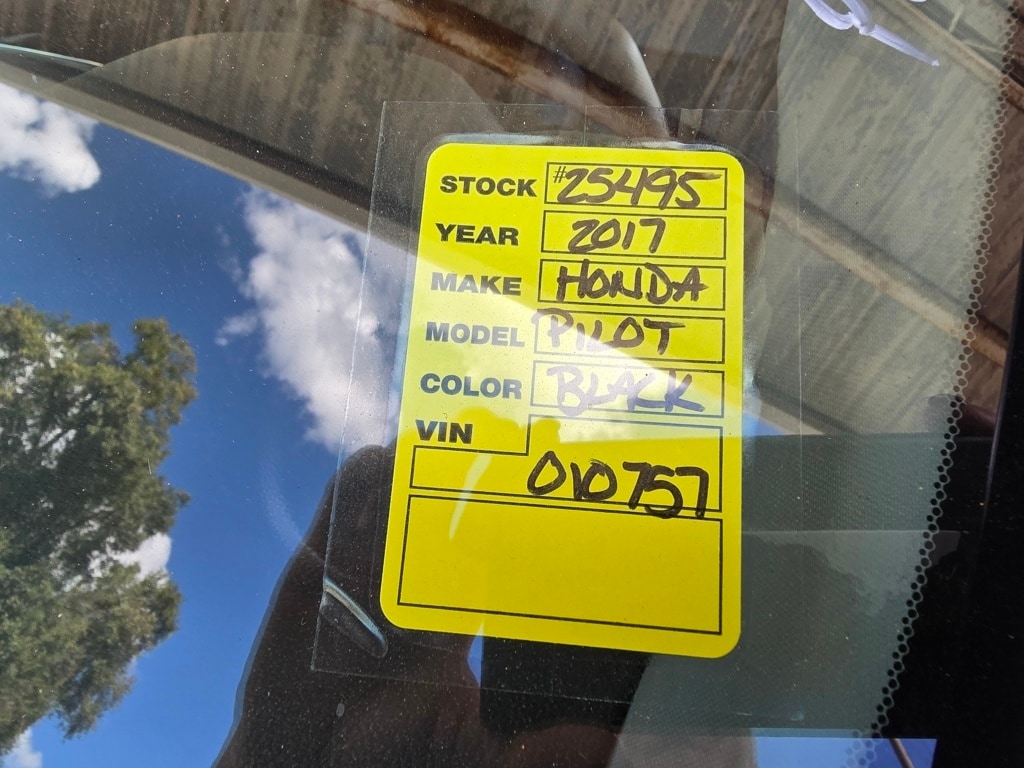 STOCK #25495
YEAR 2017
MAKE HONDA
MODEL PILOT
COLOR BLACK
VIN
010757